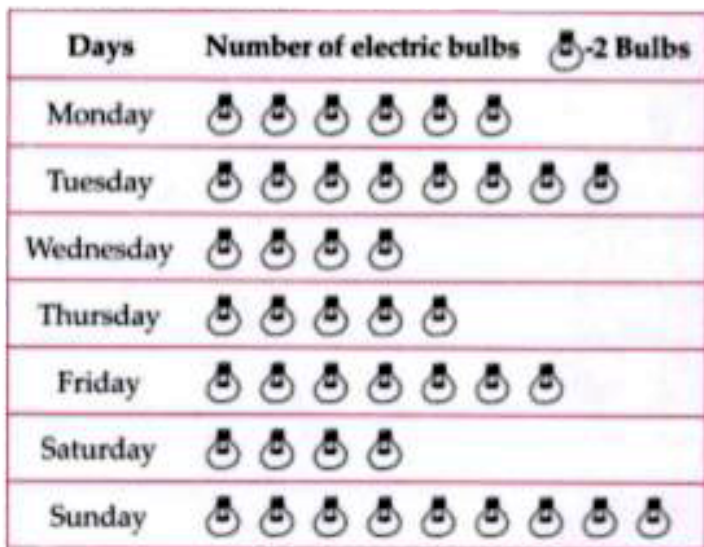 Days Number of electric bulbs -2 Bulbs
Monday
Tuesday
Wednesday
Thursday
Friday
Saturday
Sunday